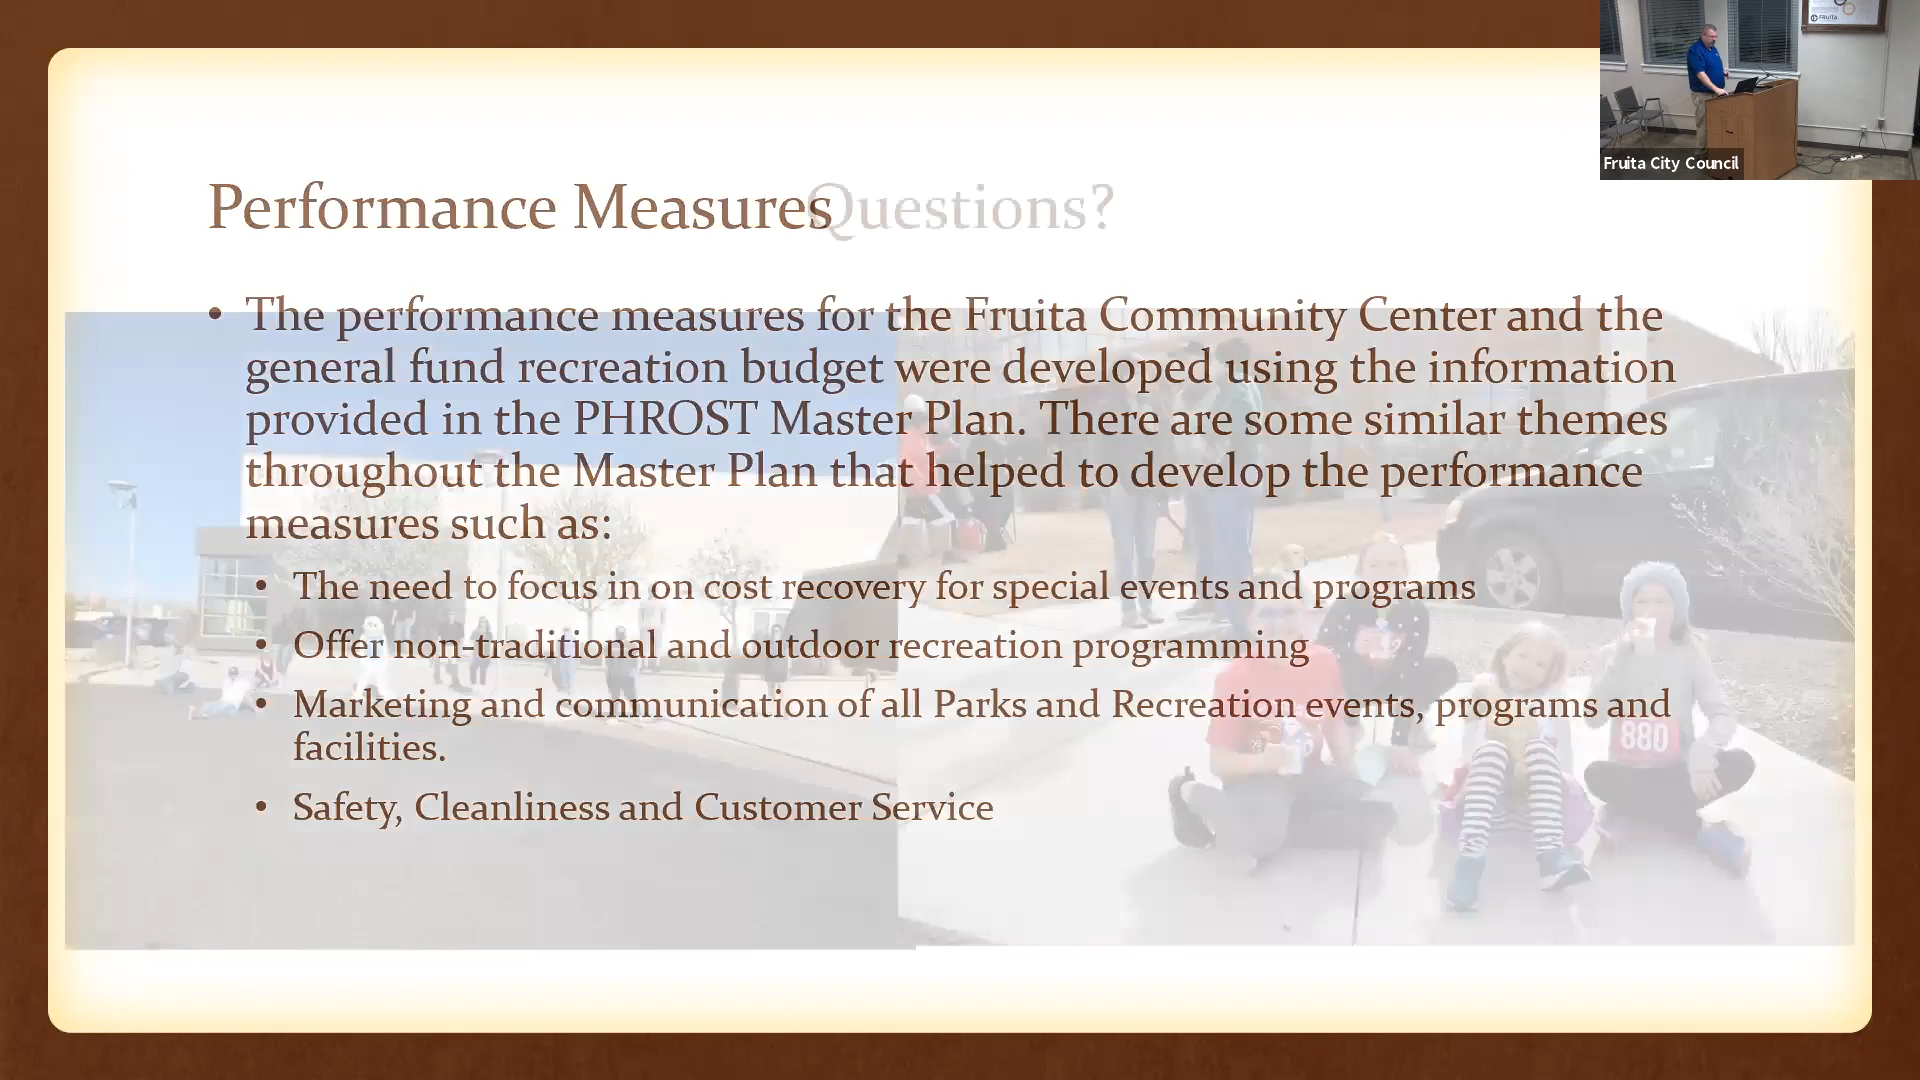 FRUITA
Fruita City Council
Performance Measures
Questions?
• The performance measures for the Fruita Community Center and the
general fund recreation budget were developed using the information
provided in the PHROST Master Plan. There are some similar themes
throughout the Master Plan that helped to develop the performance
measures such as:
• The need to focus in on cost recovery for special events and programs
• Offer non-traditional and outdoor recreation programming
• Marketing and communication of all Parks and Recreation events, programs and
facilities.
• Safety, Cleanliness and Customer Service
880